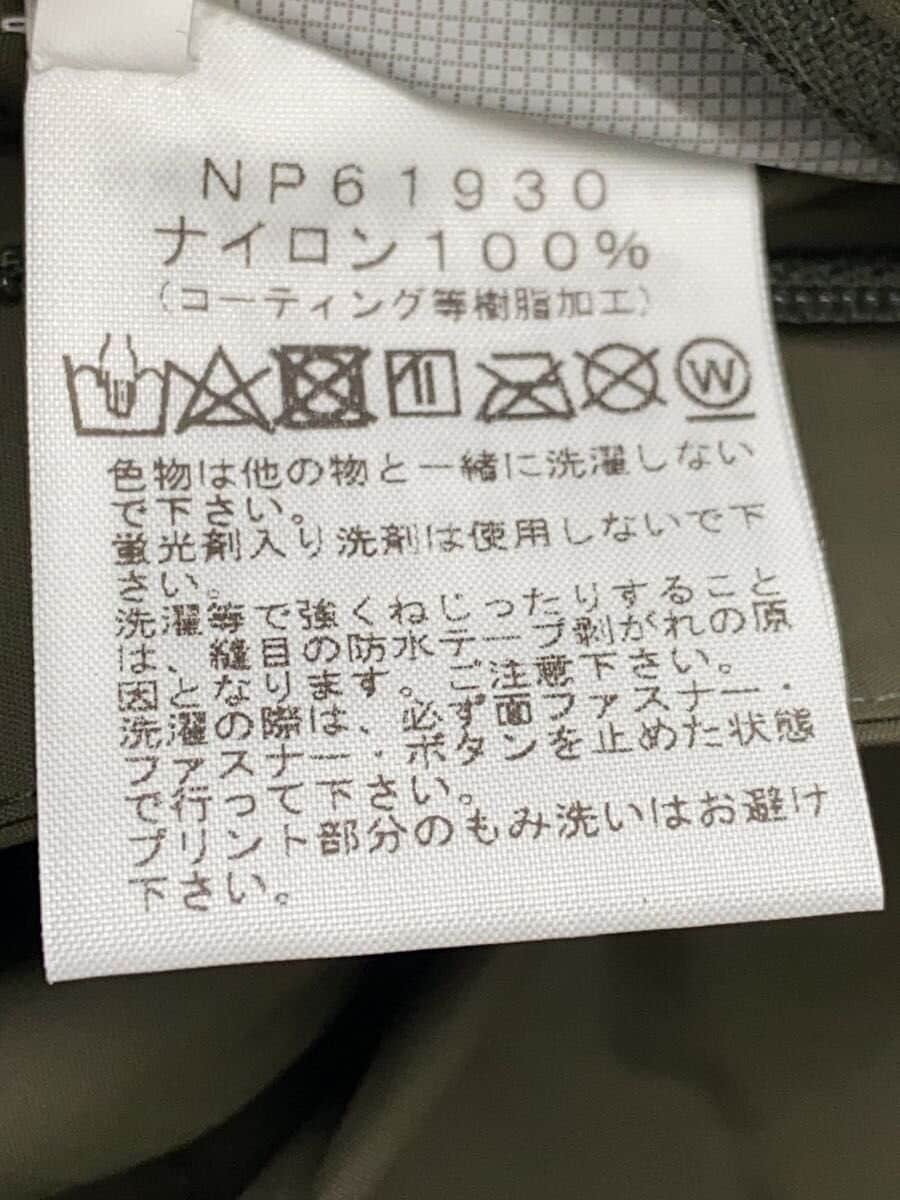 NP61930
ナイロン100%
(コーティング等樹脂加工)
W
色物は他の物と一緒に洗濯しない
で下さい。
蛍光剤入り洗剤は使用しないで下
さい。
洗濯等で強くねじったりすること
は、縫目の防水テープ剥がれの原
因となります。ご注意下さい。
洗濯の際は、必ず面ファスナー・
ファスナー・ボタンを止めた状態
で行って下さい。
プリント部分のもみ洗いはお避け
下さい。